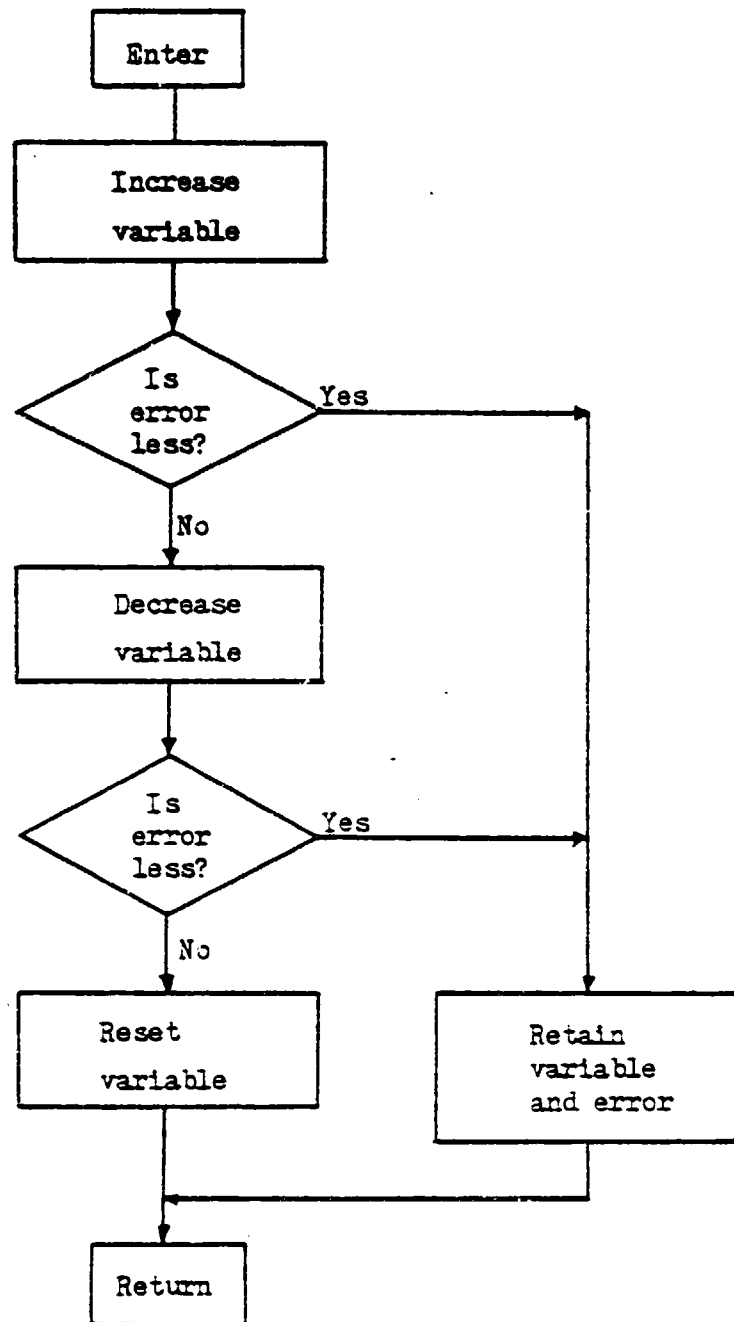 Enter
Increase
variable
Is
error
less?
Yes
No
Decrease
variable
Is
error
less?
Yes
No
Reset
variable
Retain
variable
and error
Return